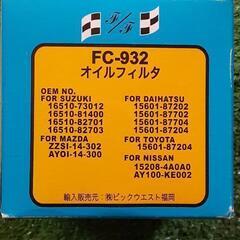 F/F
FC-932
オイルフィルタ
OEM NO.
FOR SUZUKI
16510-73012
16510-81400
16510-82701
16510-82703
FOR MAZDA
ZZSI-14-302
AYOI-14-300
FOR DAIHATSU
15601-87202
15601-87702
15601-87704
15601-87204
FOR TOYOTA
15601-87204
FOR NISSAN
15208-4A0A0
AY100-KE002
輸入販売元：㈱ビックウエスト福岡